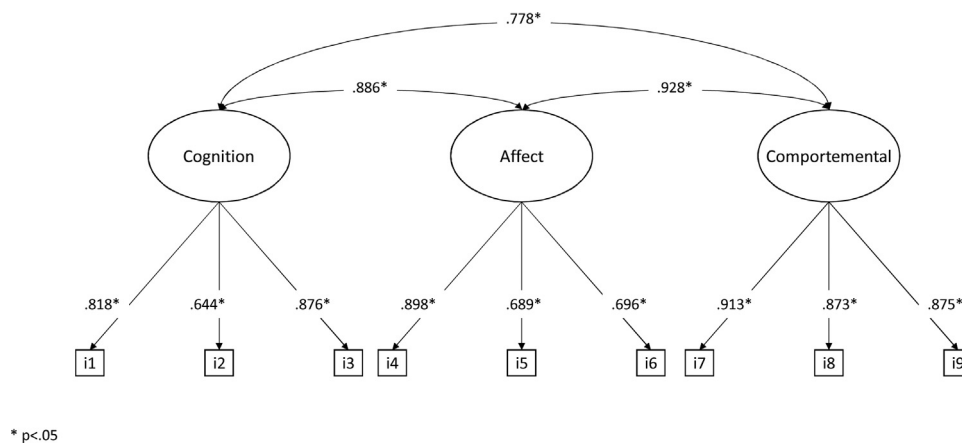 .778*
.886* .928*
Cognition Affect Comportemental
.818* .644* .876* .898* .689* .696* .913* .873* .875*
i1 i2 i3 i4 i5 i6 i7 i8 i9
* p<.05